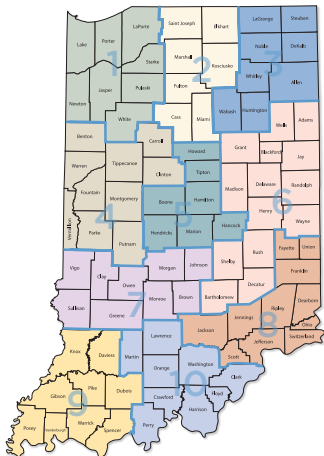 Saint Joseph
Elkhart
LaGrange
Steuben
LaPorte
Porter
Lake
Noble
DeKalb
Marshall
Kosciusko
Starke
1
2
3
Whitley
Allen
Jasper
Pulaski
Fulton
Newton
Wabash
Huntington
White
Cass
Miami
Wells
Adams
Benton
Carroll
Howard
Grant
Blackford
Jay
Warren
Tippecanoe
Clinton
Tipton
Madison
Delaware
Randolph
Fountain
Montgomery
Boone
Hamilton
Henry
Wayne
4
5
6
Vermillion
Parke
Putnam
Hendricks
Marion
Hancock
Rush
Fayette
Union
Shelby
Vigo
Clay
Owen
Morgan
Johnson
Franklin
Decatur
Monroe
Brown
Bartholomew
Sullivan
Greene
7
Ripley
Dearborn
Ohio
8
Jennings
Jackson
Lawrence
Switzerland
Jefferson
Knox
Daviess
Martin
Orange
Washington
Scott
Clark
Pike
Gibson
Dubois
Crawford
Floyd
Harrison
9
10
Posey
Vanderburgh
Warrick
Spencer
Perry